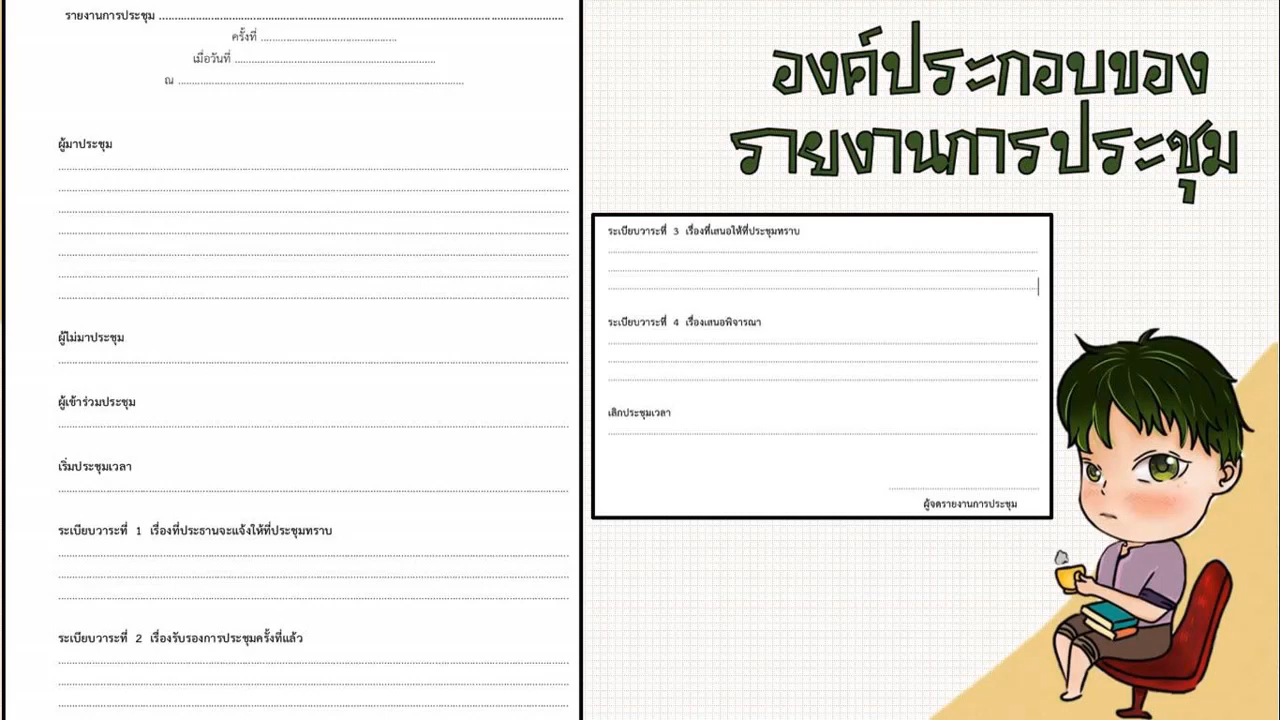 รายงานการประชุม ........................................................................................................................
ครั้งที่ .............................................
เมื่อวันที่ ...................................................................
ณ ...............................................................................................
ผู้มาประชุม
ผู้ไม่มาประชุม
ผู้เข้าร่วมประชุม
เริ่มประชุมเวลา
ระเบียบวาระที่ 1 เรื่องที่ประธานจะแจ้งให้ที่ประชุมทราบ
ระเบียบวาระที่ 2 เรื่องรับรองการประชุมครั้งที่แล้ว
องค์ประกอบของ
รายงานการประชุม
ระเบียบวาระที่ 3 เรื่องที่เสนอให้ที่ประชุมทราบ
ระเบียบวาระที่ 4 เรื่องเสนอพิจารณา
เลิกประชุมเวลา
ผู้จดรายงานการประชุม